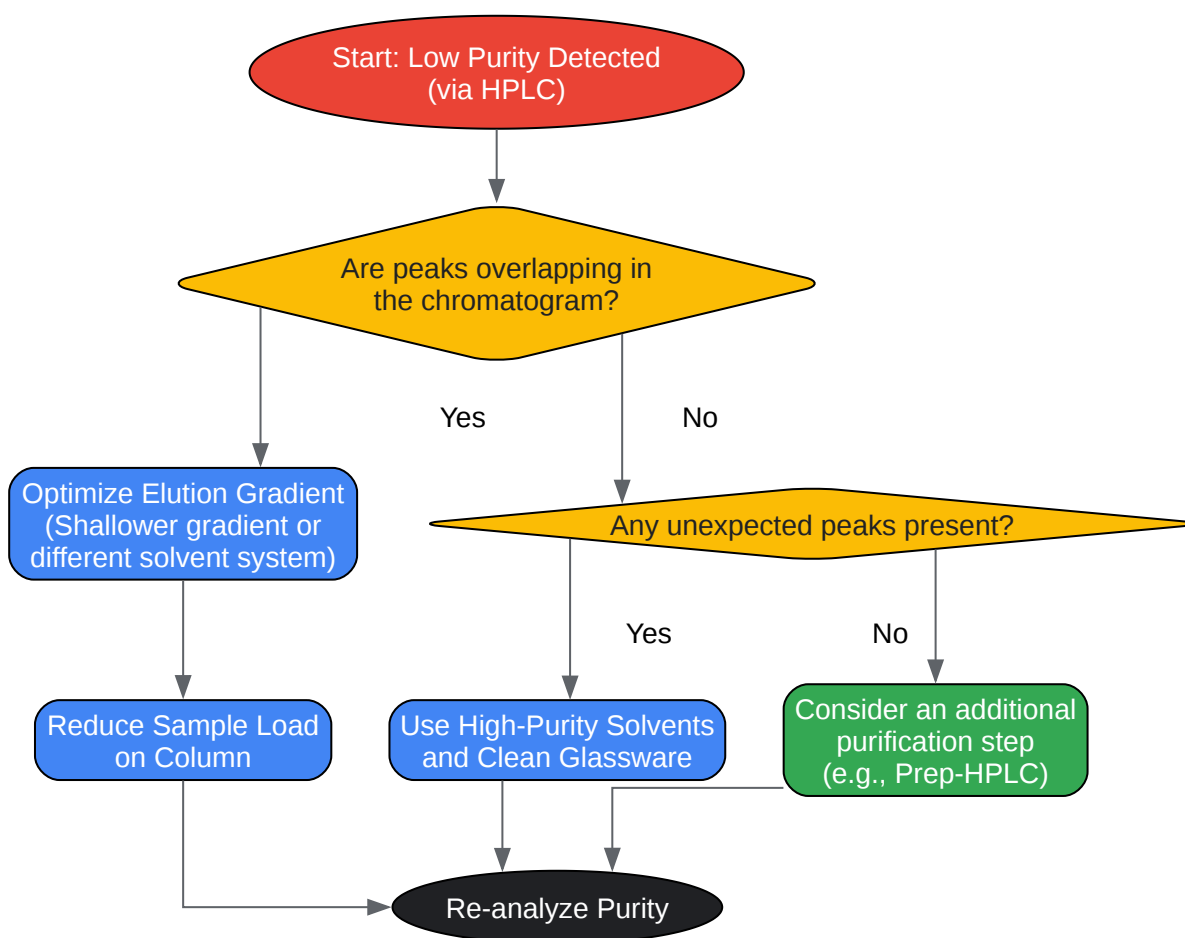 Start: Low Purity Detected
(via HPLC)
Are peaks overlapping in
the chromatogram?
Yes
No
Optimize Elution Gradient
(Shallower gradient or
different solvent system)
Any unexpected peaks present?
Yes
No
Reduce Sample Load
on Column
Use High-Purity Solvents
and Clean Glassware
Consider an additional
purification step
(e.g., Prep-HPLC)
Re-analyze Purity